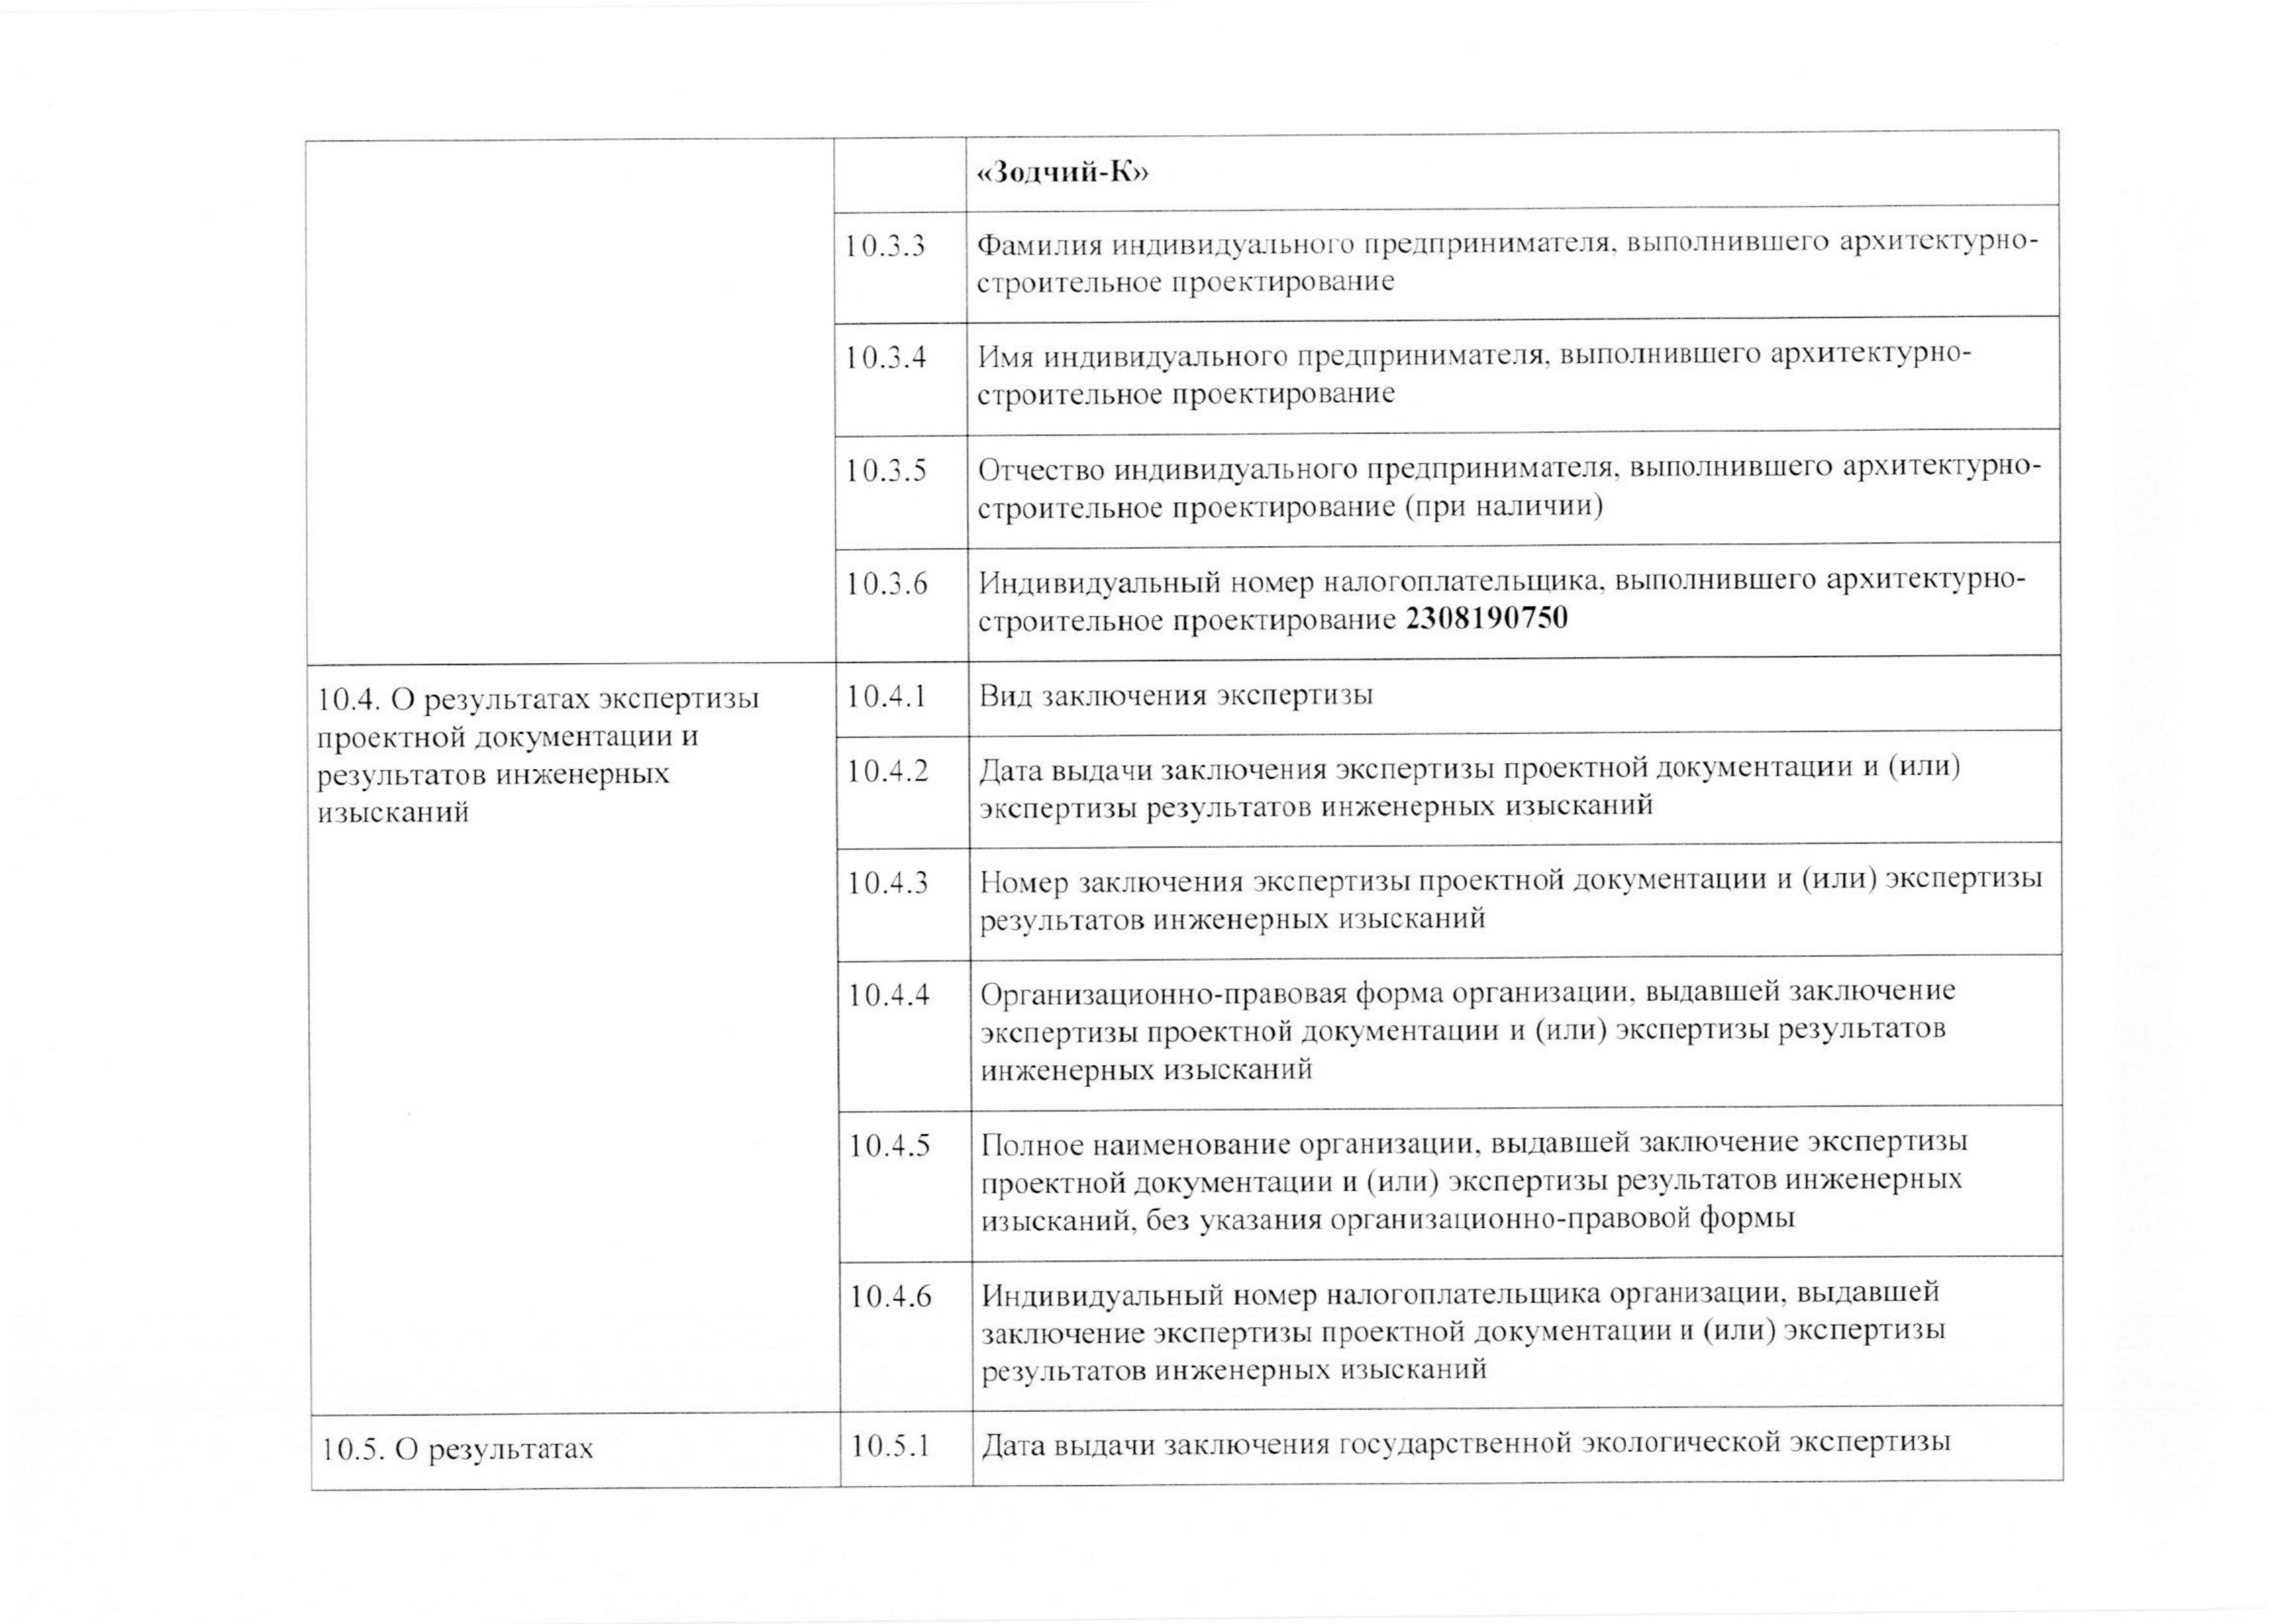 «Зодчий-К»
10.3.3 Фамилия индивидуального предпринимателя, выполнившего архитектурно-
строительное проектирование
10.3.4 Имя индивидуального предпринимателя, выполнившего архитектурно-
строительное проектирование
10.3.5 Отчество индивидуального предпринимателя, выполнившего архитектурно-
строительное проектирование (при наличии)
10.3.6 Индивидуальный номер налогоплательщика, выполнившего архитектурно-
строительное проектирование 2308190750
10.4. О результатах экспертизы
проектной документации и
результатов инженерных
изысканий
10.4.1 Вид заключения экспертизы
10.4.2 Дата выдачи заключения экспертизы проектной документации и (или)
экспертизы результатов инженерных изысканий
10.4.3 Номер заключения экспертизы проектной документации и (или) экспертизы
результатов инженерных изысканий
10.4.4 Организационно-правовая форма организации, выдавшей заключение
экспертизы проектной документации и (или) экспертизы результатов
инженерных изысканий
10.4.5 Полное наименование организации, выдавшей заключение экспертизы
проектной документации и (или) экспертизы результатов инженерных
изысканий, без указания организационно-правовой формы
10.4.6 Индивидуальный номер налогоплательщика организации, выдавшей
заключение экспертизы проектной документации и (или) экспертизы
результатов инженерных изысканий
10.5. О результатах
10.5.1 Дата выдачи заключения государственной экологической экспертизы